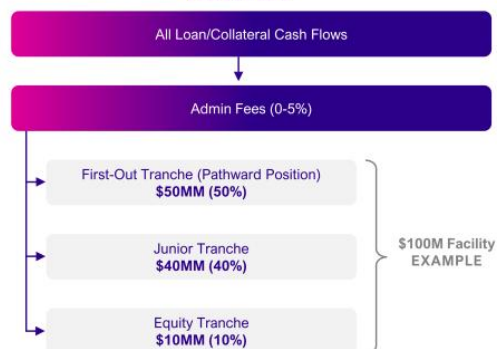 All Loan/Collateral Cash Flows
Admin Fees (0-5%)
First-Out Tranche (Pathward Position)
$50MM (50%)
Junior Tranche
$40MM (40%)
Equity Tranche
$10MM (10%)
$100M Facility
EXAMPLE